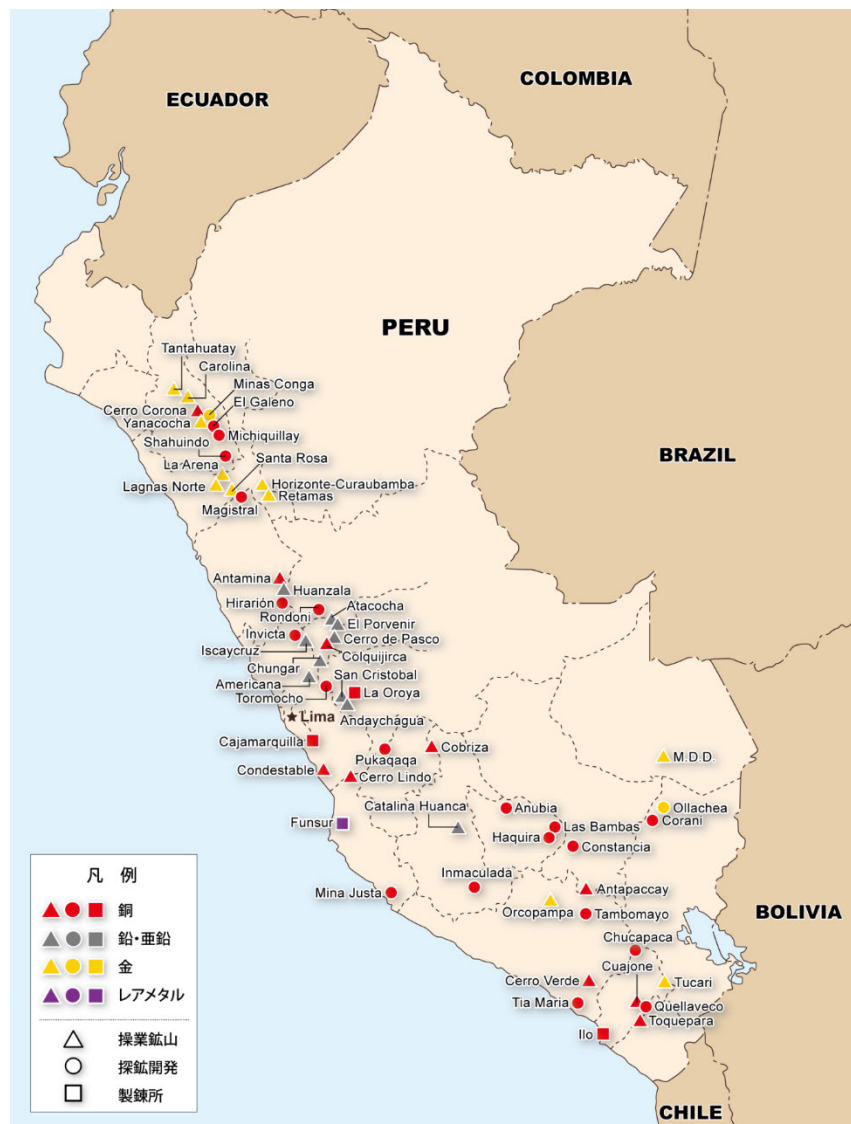 COLOMBIA
ECUADOR
PERU
Tantahuatay
Carolina
Minas Conga
El Galeno
Cerro Corona
Yanacocha
Michiquillay
Shahuindo
BRAZIL
La Arena
Santa Rosa
Lagnas Norte
Horizonte-Curaubamba
Retamas
Magistral
Antamina
Huanzala
Hirarión
Atacocha
Rondoni
El Porvenir
Invicta
Cerro de Pasco
Iscaycruz
Colquijirca
Chungar
San Cristobal
Americana
La Oroya
Toromocho
Lima
Andaychagua
Cajamarquilla
Cobriza
Pukaqaqa
M.D.D.
Condestable
Cerro Lindo
Catalina Huanca
Anubia
Ollachea
Corani
Funsur
Las Bambas
Haquira
Constancia
Inmaculada
Mina Justa
Antapaccay
Orcopampa
Tambomayo
BOLIVIA
Chucapaca
Cuajone
Cerro Verde
Tucari
Tia Maria
Quellaveco
Toquepara
Ilo
CHILE
凡 例
銅
鉛・亜鉛
金
レアメタル
操業鉱山
探鉱開発
製錬所